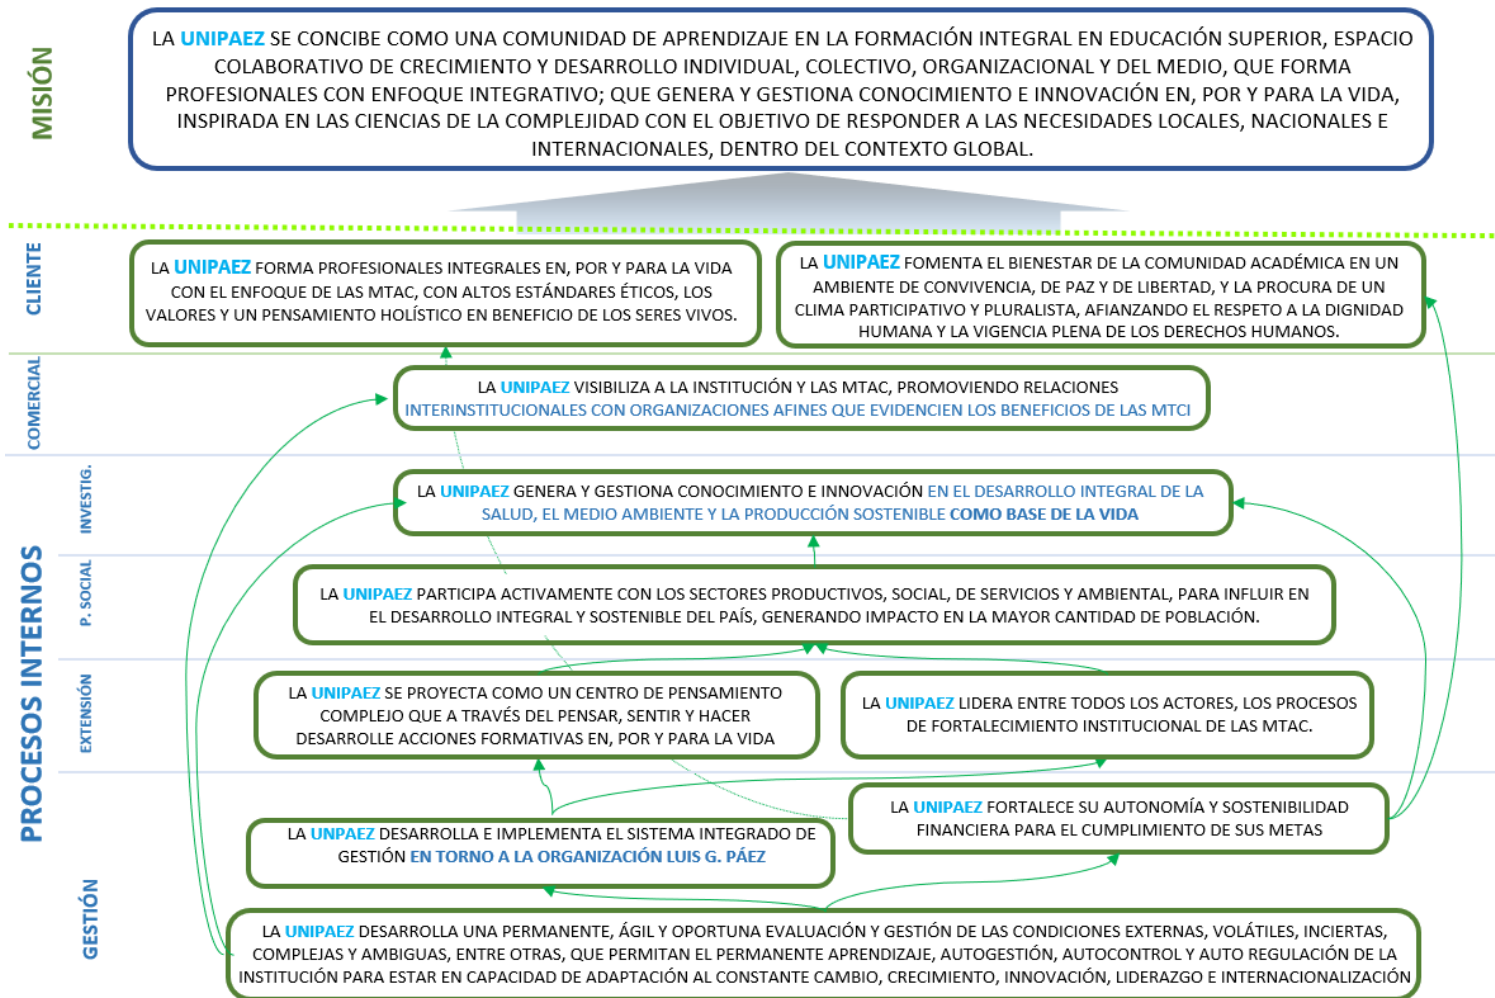 MISIÓN
LA UNIPAEZ SE CONCIBE COMO UNA COMUNIDAD DE APRENDIZAJE EN LA FORMACIÓN INTEGRAL EN EDUCACIÓN SUPERIOR, ESPACIO
COLABORATIVO DE CRECIMIENTO Y DESARROLLO INDIVIDUAL, COLECTIVO, ORGANIZACIONAL Y DEL MEDIO, QUE FORMA
PROFESIONALES CON ENFOQUE INTEGRATIVO; QUE GENERA Y GESTIONA CONOCIMIENTO E INNOVACIÓN EN, POR Y PARA LA VIDA,
INSPIRADA EN LAS CIENCIAS DE LA COMPLEJIDAD CON EL OBJETIVO DE RESPONDER A LAS NECESIDADES LOCALES, NACIONALES E
INTERNACIONALES, DENTRO DEL CONTEXTO GLOBAL.
CLIENTE
LA UNIPAEZ FORMA PROFESIONALES INTEGRALES EN, POR Y PARA LA VIDA
CON EL ENFOQUE DE LAS MTAC, CON ALTOS ESTÁNDARES ÉTICOS, LOS
VALORES Y UN PENSAMIENTO HOLÍSTICO EN BENEFICIO DE LOS SERES VIVOS.
LA UNIPAEZ FOMENTA EL BIENESTAR DE LA COMUNIDAD ACADÉMICA EN UN
AMBIENTE DE CONVIVENCIA, DE PAZ Y DE LIBERTAD, Y LA PROCURA DE UN
CLIMA PARTICIPATIVO Y PLURALISTA, AFIANZANDO EL RESPETO A LA DIGNIDAD
HUMANA Y LA VIGENCIA PLENA DE LOS DERECHOS HUMANOS.
COMERCIAL
LA UNIPAEZ VISIBILIZA A LA INSTITUCIÓN Y LAS MTAC, PROMOVIENDO RELACIONES
INTERINSTITUCIONALES CON ORGANIZACIONES AFINES QUE EVIDENCIEN LOS BENEFICIOS DE LAS MTCI
PROCESOS INTERNOS
INVESTIG.
LA UNIPAEZ GENERA Y GESTIONA CONOCIMIENTO E INNOVACIÓN EN EL DESARROLLO INTEGRAL DE LA
SALUD, EL MEDIO AMBIENTE Y LA PRODUCCIÓN SOSTENIBLE COMO BASE DE LA VIDA
P. SOCIAL
LA UNIPAEZ PARTICIPA ACTIVAMENTE CON LOS SECTORES PRODUCTIVOS, SOCIAL, DE SERVICIOS Y AMBIENTAL, PARA INFLUIR EN
EL DESARROLLO INTEGRAL Y SOSTENIBLE DEL PAÍS, GENERANDO IMPACTO EN LA MAYOR CANTIDAD DE POBLACIÓN.
EXTENSIÓN
LA UNIPAEZ SE PROYECTA COMO UN CENTRO DE PENSAMIENTO
COMPLEJO QUE A TRAVÉS DEL PENSAR, SENTIR Y HACER
DESARROLLE ACCIONES FORMATIVAS EN, POR Y PARA LA VIDA
LA UNIPAEZ LIDERA ENTRE TODOS LOS ACTORES, LOS PROCESOS
DE FORTALECIMIENTO INSTITUCIONAL DE LAS MTAC.
GESTIÓN
LA UNIPAEZ FORTALECE SU AUTONOMÍA Y SOSTENIBILIDAD
FINANCIERA PARA EL CUMPLIMIENTO DE SUS METAS
LA UNPAEZ DESARROLLA E IMPLEMENTA EL SISTEMA INTEGRADO DE
GESTIÓN EN TORNO A LA ORGANIZACIÓN LUIS G. PÁEZ
LA UNIPAEZ DESARROLLA UNA PERMANENTE, ÁGIL Y OPORTUNA EVALUACIÓN Y GESTIÓN DE LAS CONDICIONES EXTERNAS, VOLÁTILES, INCIERTAS,
COMPLEJAS Y AMBIGUAS, ENTRE OTRAS, QUE PERMITAN EL PERMANENTE APRENDIZAJE, AUTOGESTIÓN, AUTOCONTROL Y AUTO REGULACIÓN DE LA
INSTITUCIÓN PARA ESTAR EN CAPACIDAD DE ADAPTACIÓN AL CONSTANTE CAMBIO, CRECIMIENTO, INNOVACIÓN, LIDERAZGO E INTERNACIONALIZACIÓN